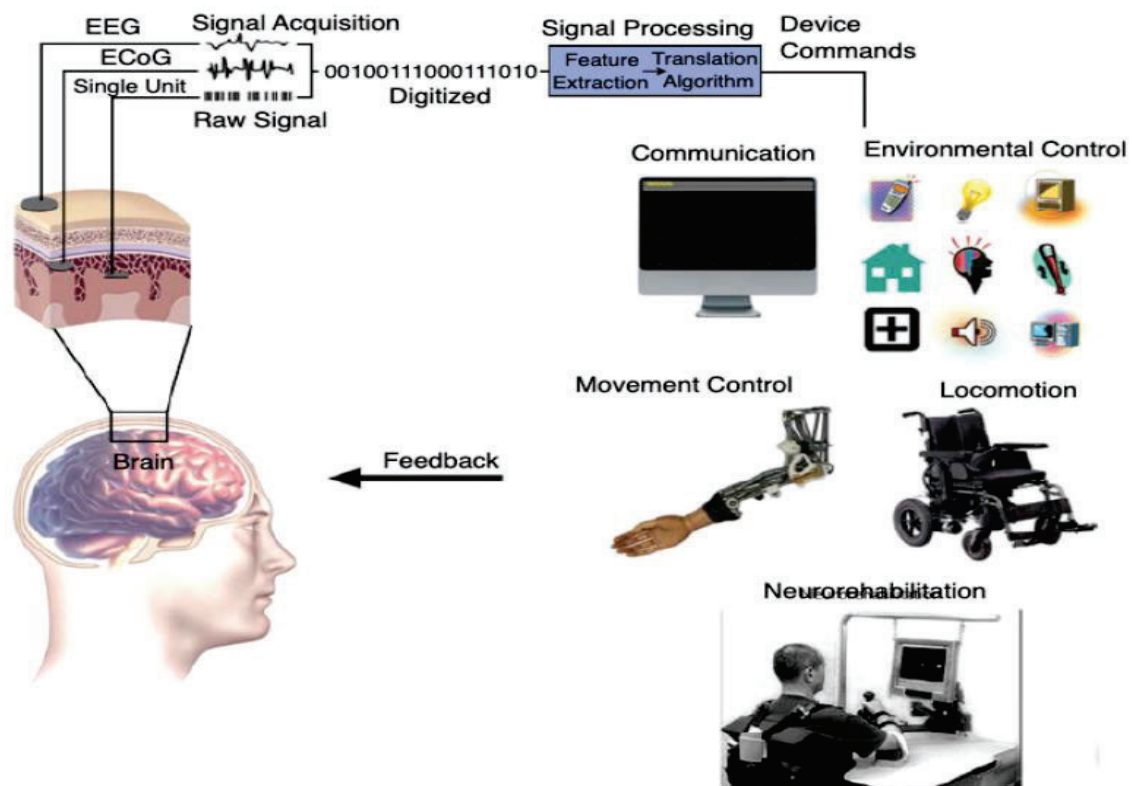 EEG
ECoG
Single Unit
Signal Acquisition
Raw Signal
00100111000111010
Digitized
Signal Processing
Feature Extraction
Translation Algorithm
Device
Commands
Communication
Environmental Control
Movement Control
Locomotion
Brain
Feedback
Neurorehabilitation